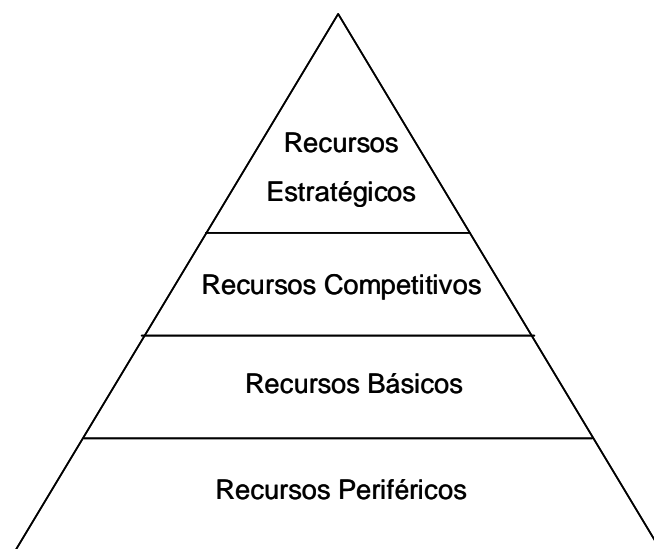 Recursos
Estratégicos
Recursos Competitivos
Recursos Básicos
Recursos Periféricos